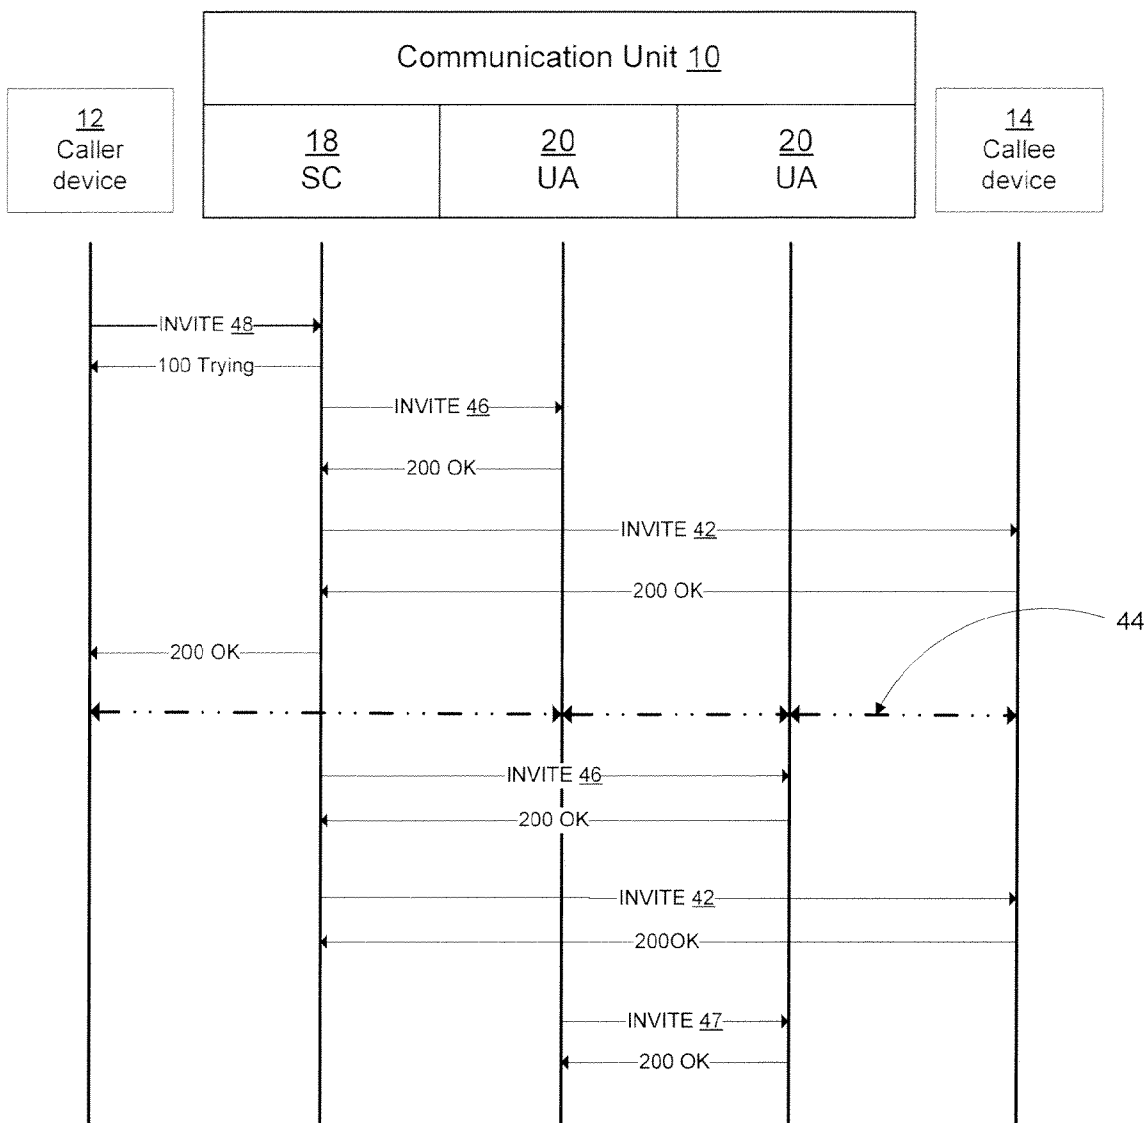 Communication Unit 10
12
Caller
device
18
SC
20
UA
20
UA
14
Callee
device
INVITE 48
100 Trying
INVITE 46
200 OK
INVITE 42
200 OK
44
200 OK
INVITE 46
200 OK
INVITE 42
200OK
INVITE 47
200 OK